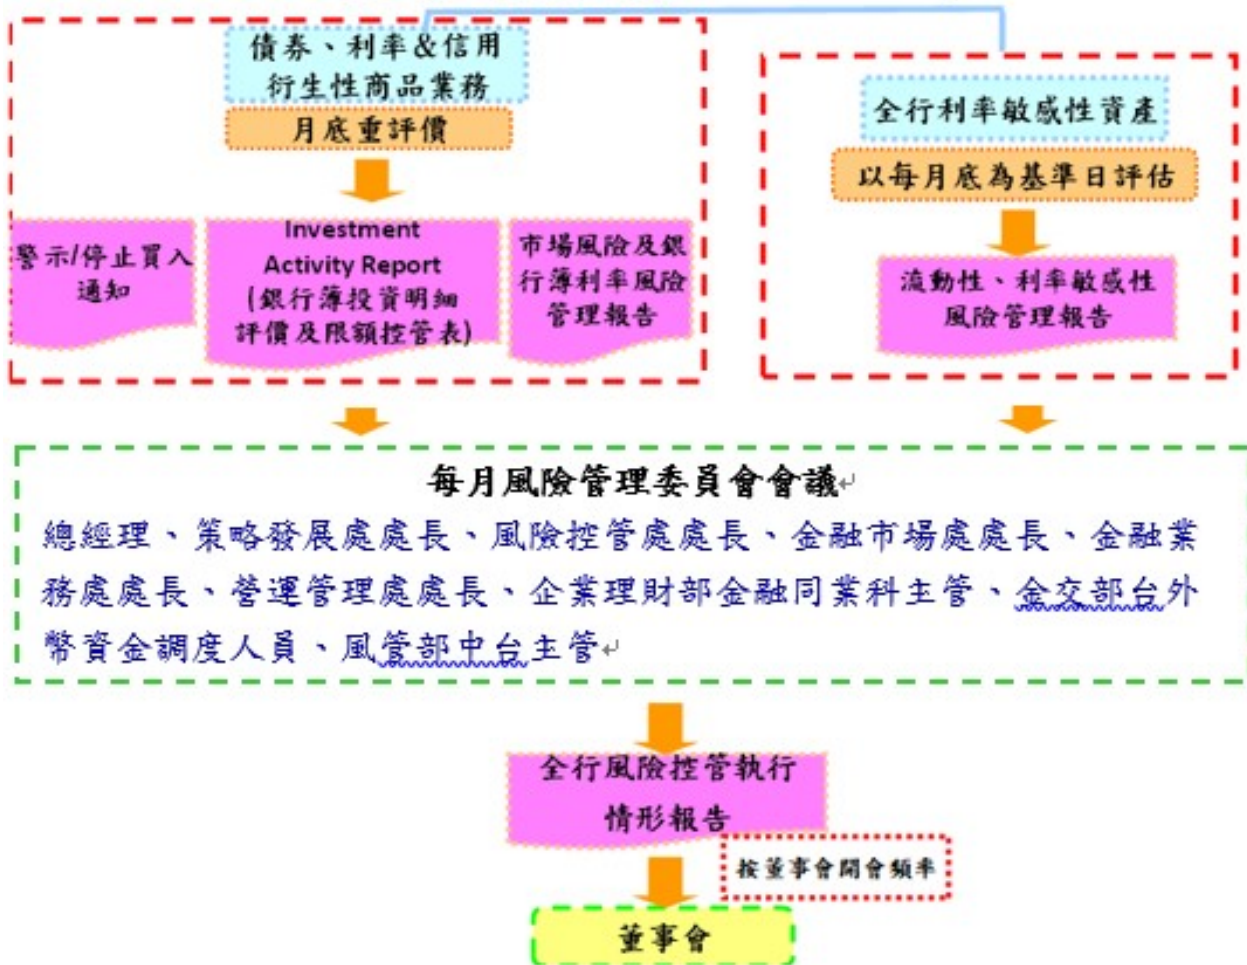 債券、利率&信用
衍生性商品業務
月底重評價
警示/停止買入
通知
Investment
Activity Report
(銀行薄投資明細
評價及限額控管表)
市場風險及銀
行薄利率風險
管理報告
全行利率敏感性資產
以每月底為基準日評估
流動性、利率敏感性
風險管理報告
每月風險管理委員會會議↵
總經理、策略發展處處長、風險控管處處長、金融市場處處長、金融業
務處處長、營運管理處處長、企業理財部金融同業科主管、金交部台外
幣資金調度人員、風管部中台主管↵
全行風險控管執行
情形報告
按董事會開會頻率
董事會